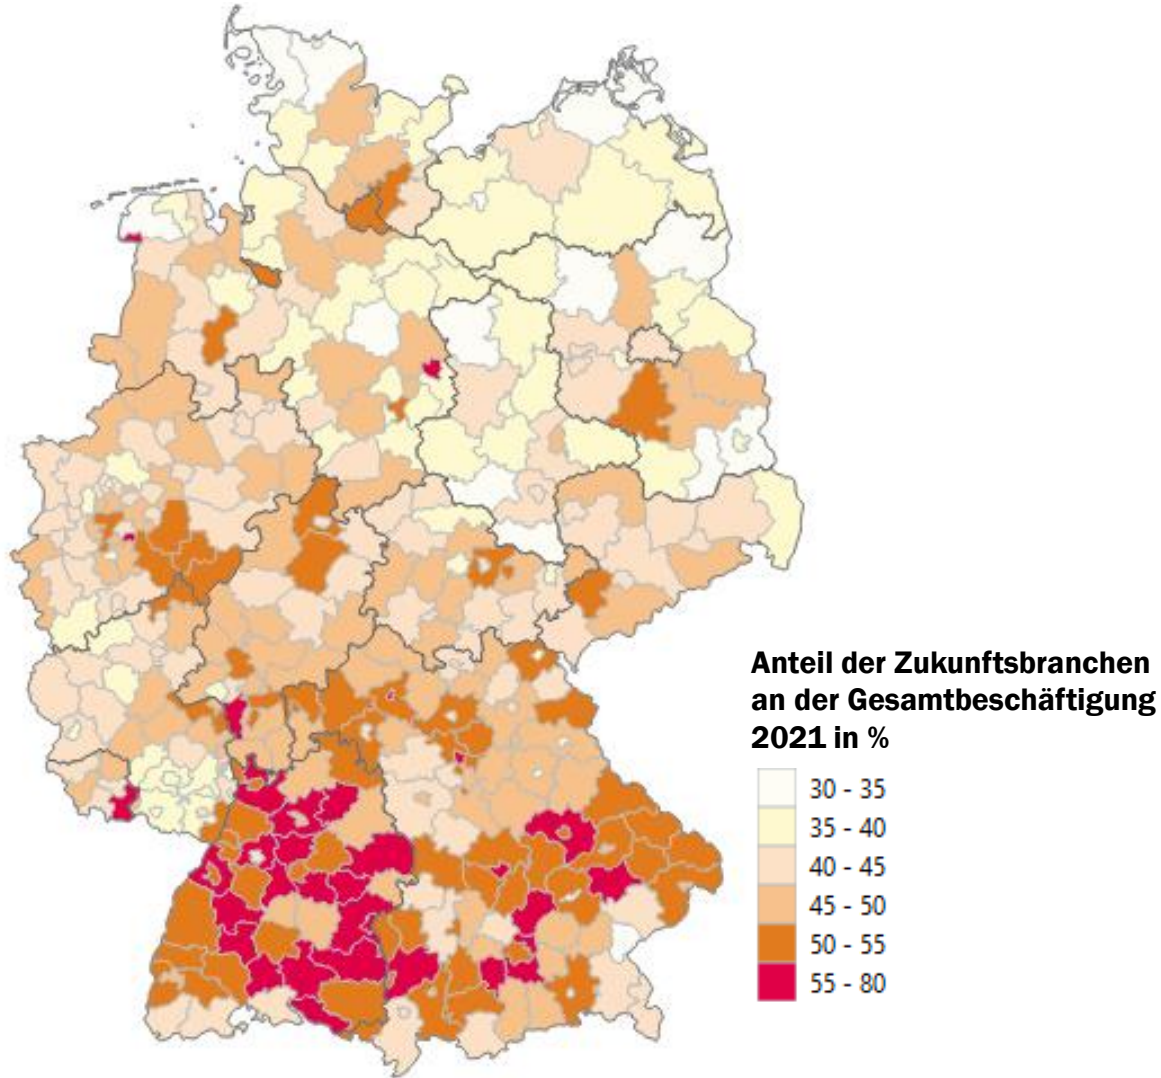 Anteil der Zukunftsbranchen
an der Gesamtbeschäftigung
2021 in %
30 - 35
35 - 40
40 - 45
45 - 50
50 - 55
55 - 80